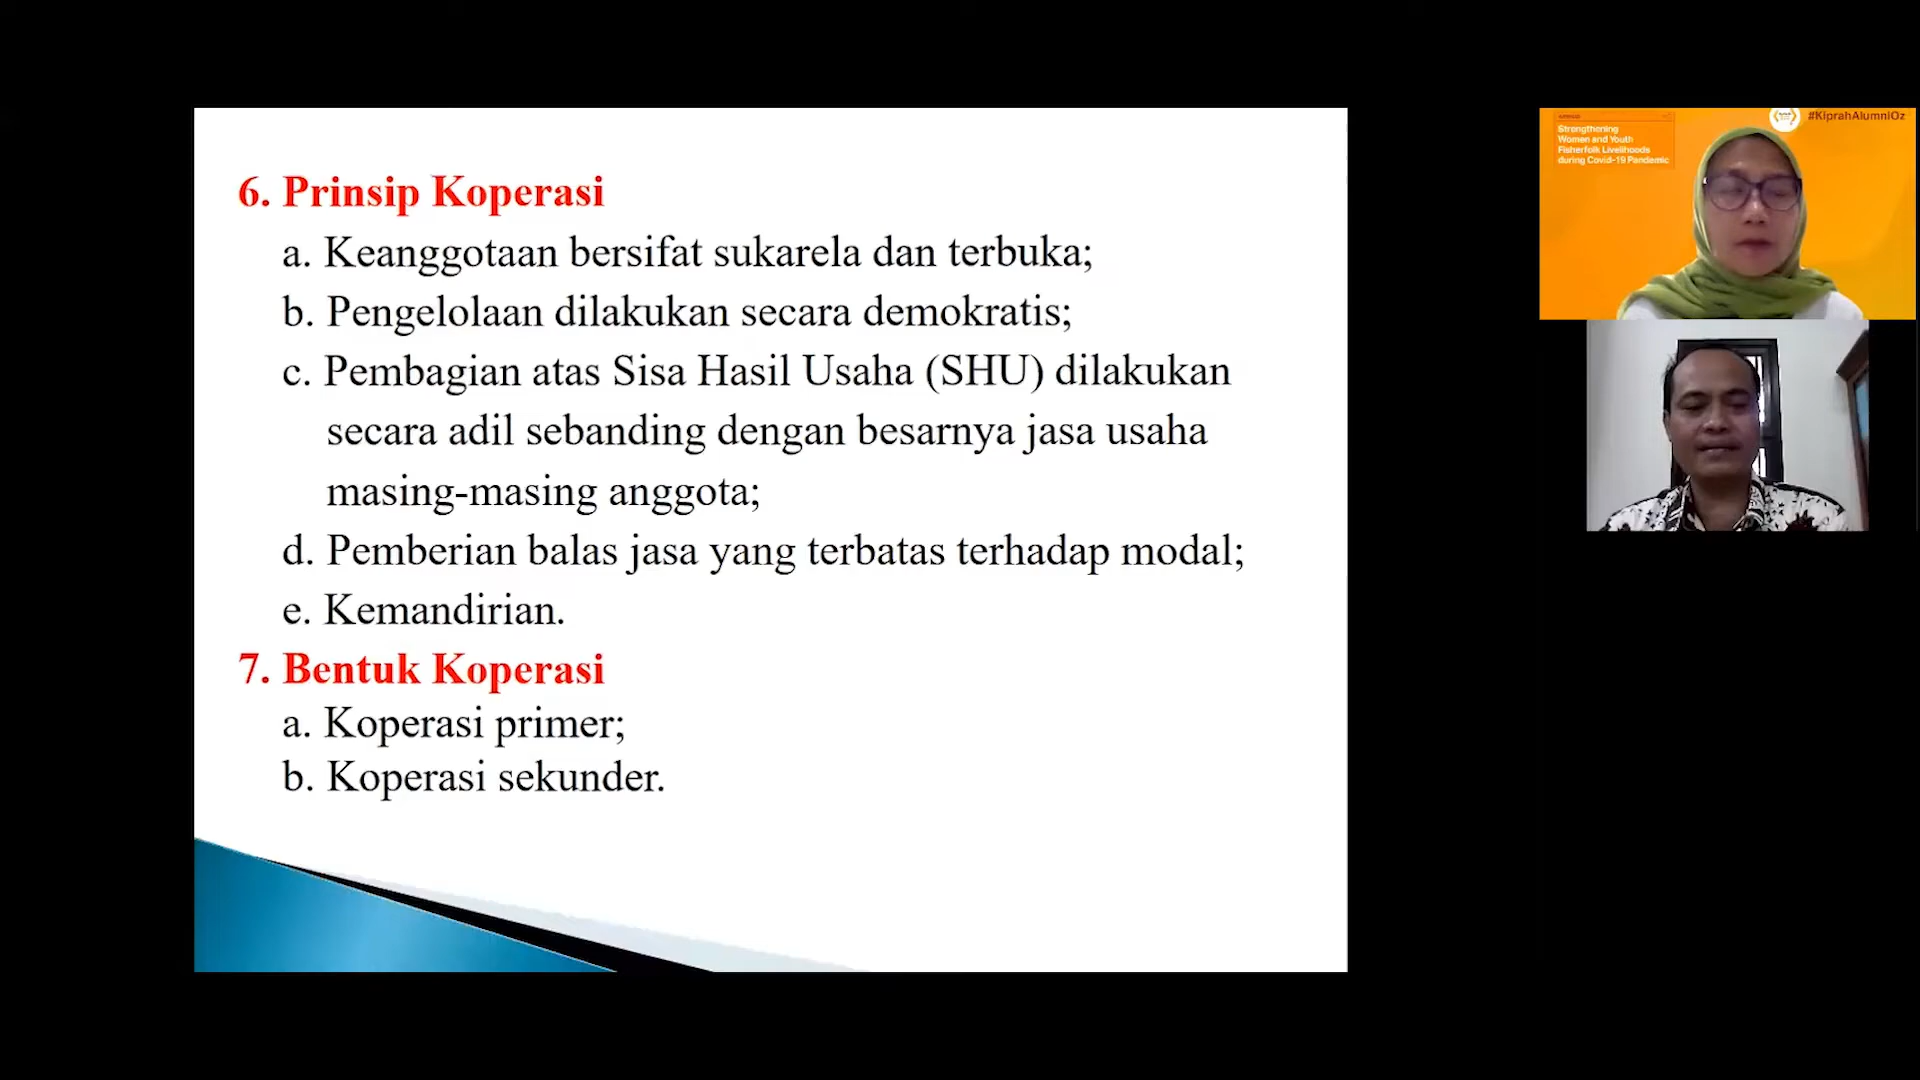 6. Prinsip Koperasi
a. Keanggotaan bersifat sukarela dan terbuka;
b. Pengelolaan dilakukan secara demokratis;
c. Pembagian atas Sisa Hasil Usaha (SHU) dilakukan
secara adil sebanding dengan besarnya jasa usaha
masing-masing anggota;
d. Pemberian balas jasa yang terbatas terhadap modal;
e. Kemandirian.
7. Bentuk Koperasi
a. Koperasi primer;
b. Koperasi sekunder.
#KiprahAlumniOz
Strengthening
Women and Youth
Fisherfolk Livelihoods
during Covid-19 Pandemic